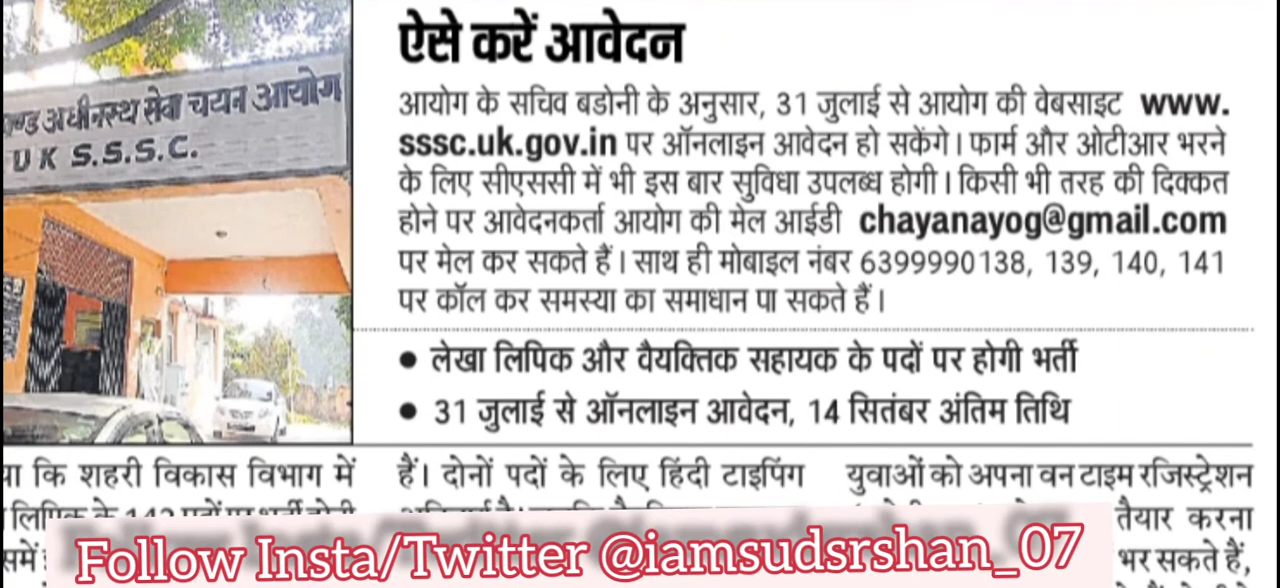 अधीनस्थ सेवा चयन आयोग
U K S.S.S.C.
ऐसे करें आवेदन
आयोग के सचिव बडोनी के अनुसार, 31 जुलाई से आयोग की वेबसाइट www.
sssc.uk.gov.in पर ऑनलाइन आवेदन हो सकेंगे। फार्म और ओटीआर भरने
के लिए सीएससी में भी इस बार सुविधा उपलब्ध होगी। किसी भी तरह की दिक्कत
होने पर आवेदनकर्ता आयोग की मेल आईडी chayanayog@gmail.com
पर मेल कर सकते हैं। साथ ही मोबाइल नंबर 6399990138, 139, 140, 141
पर कॉल कर समस्या का समाधान पा सकते हैं।
• लेखा लिपिक और वैयक्तिक सहायक के पदों पर होगी भर्ती
• 31 जुलाई से ऑनलाइन आवेदन, 14 सितंबर अंतिम तिथि
कि शहरी विकास विभाग में
हैं। दोनों पदों के लिए हिंदी टाइपिंग
युवाओं को अपना वन टाइम रजिस्ट्रेशन
तैयार करना
भर सकते हैं,
Follow Insta/Twitter @iamsudsrshan_07